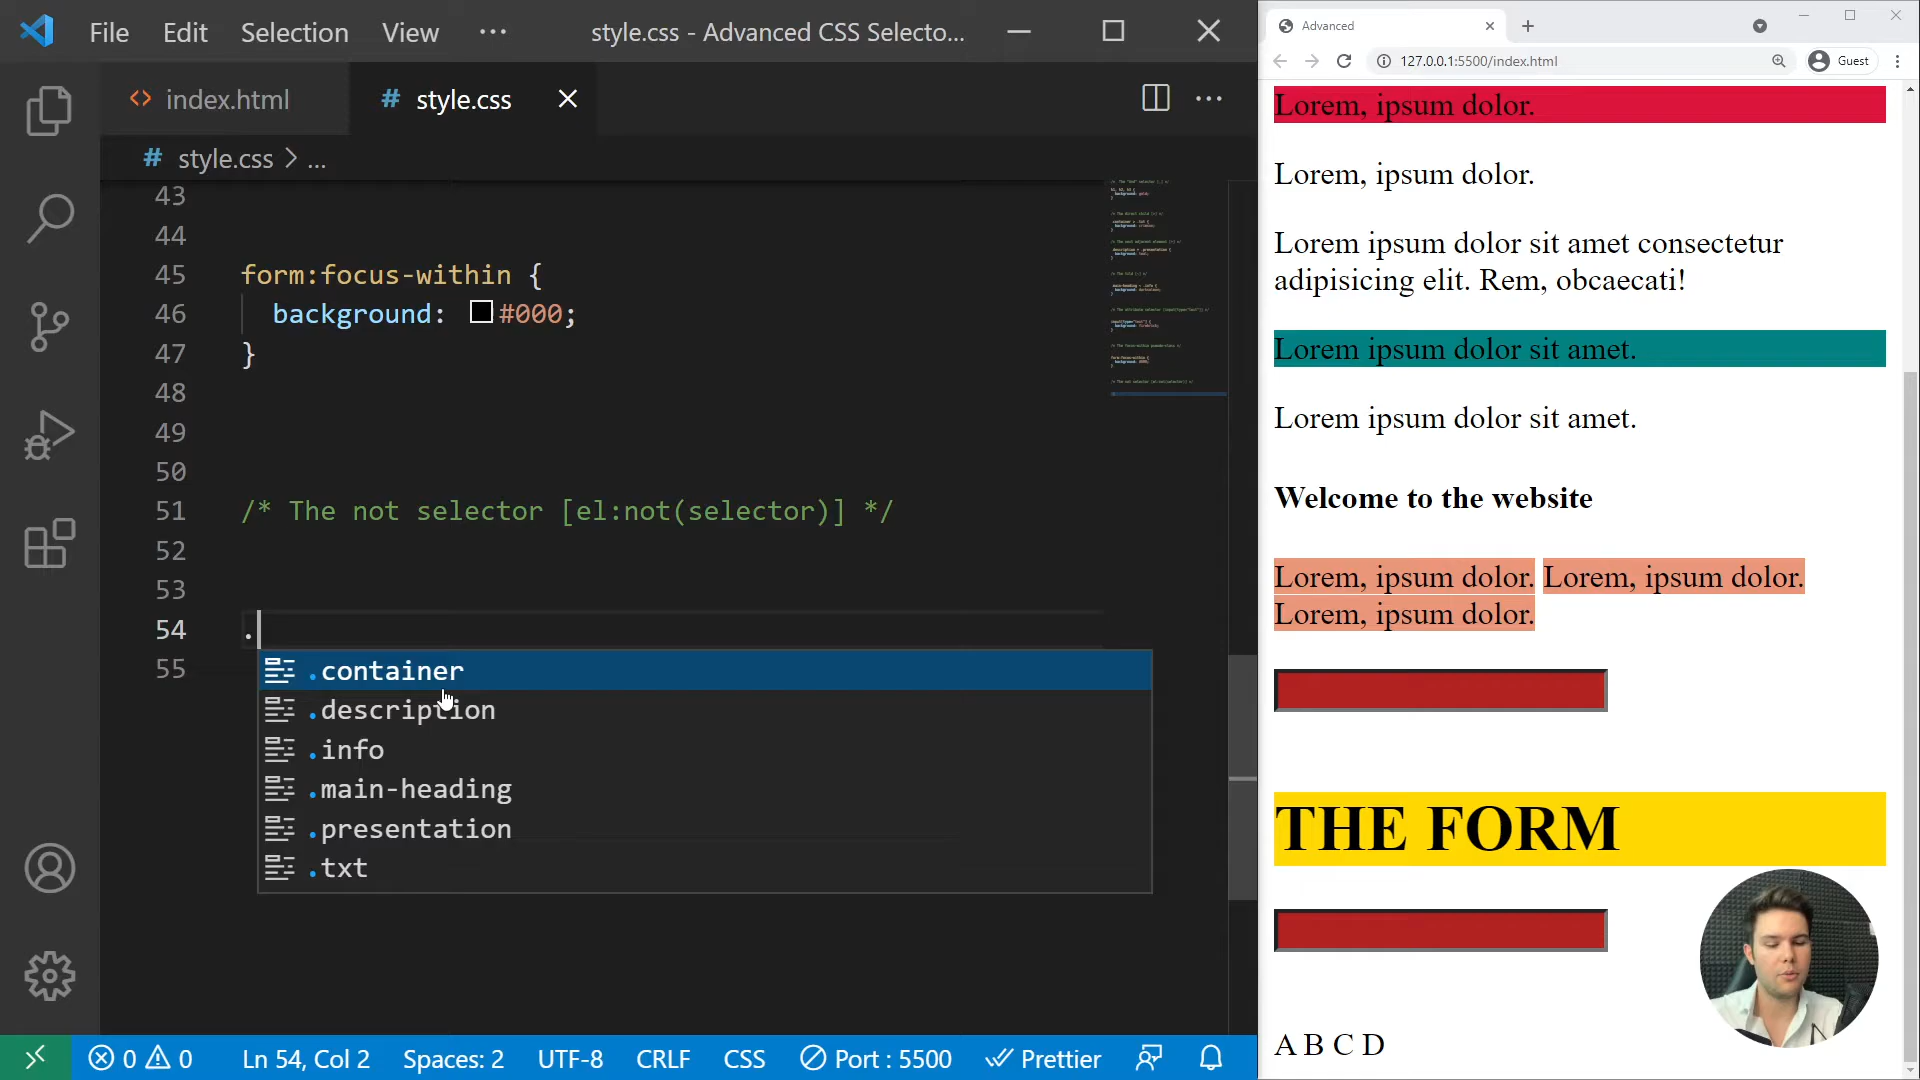 File Edit Selection View ··· style.css - Advanced CSS Selecto...
index.html
# style.css
# style.css > ...
43
44
45 form:focus-within {
46 background: #000;
47 }
48
49
50
51 /* The not selector [el:not(selector)] */
52
53
54 .
55
.container
.description
.info
.main-heading
.presentation
.txt
0 0 Ln 54, Col 2 Spaces: 2 UTF-8 CRLF CSS Port : 5500 Prettier
Advanced
127.0.0.1:5500/index.html Guest
Lorem, ipsum dolor.
Lorem, ipsum dolor.
Lorem ipsum dolor sit amet consectetur
adipisicing elit. Rem, obcaecati!
Lorem ipsum dolor sit amet.
Lorem ipsum dolor sit amet.
Welcome to the website
Lorem, ipsum dolor. Lorem, ipsum dolor.
Lorem, ipsum dolor.
THE FORM
A B C D